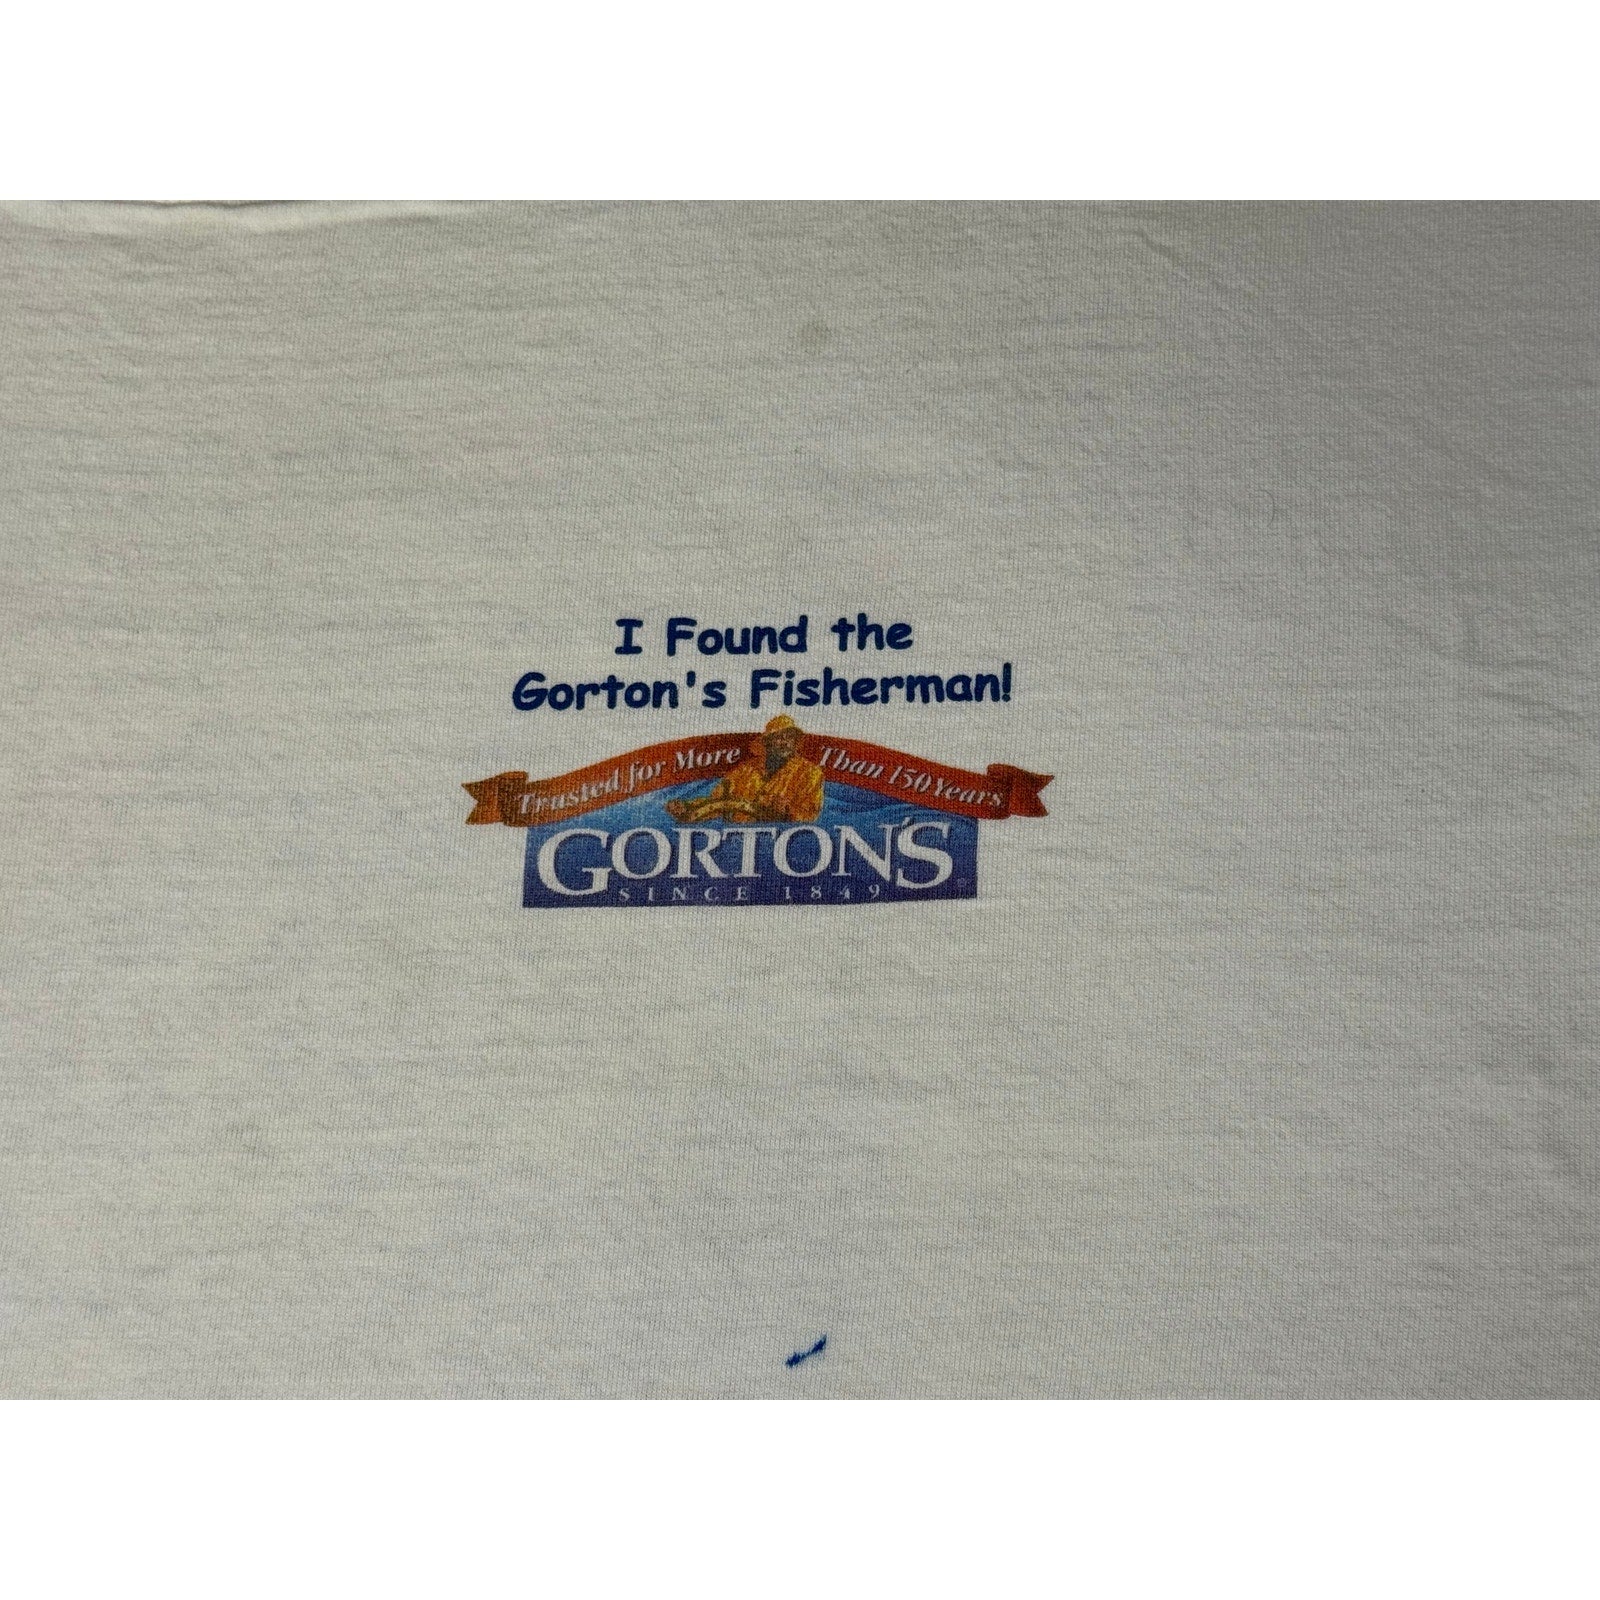 I Found the
Gorton's Fisherman!
Trusted for More Than 150 Years
GORTON'S
SINCE 1849